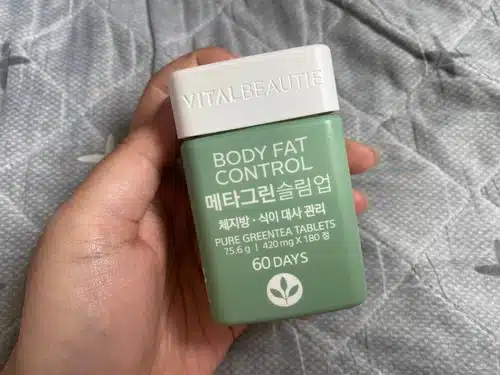 VITALBEAUTIE
BODY FAT
CONTROL
메타그린슬림업
체지방 · 식이 대사 관리
PURE GREENTEA TABLETS
75.6 g | 420 mg X 180 정
60 DAYS